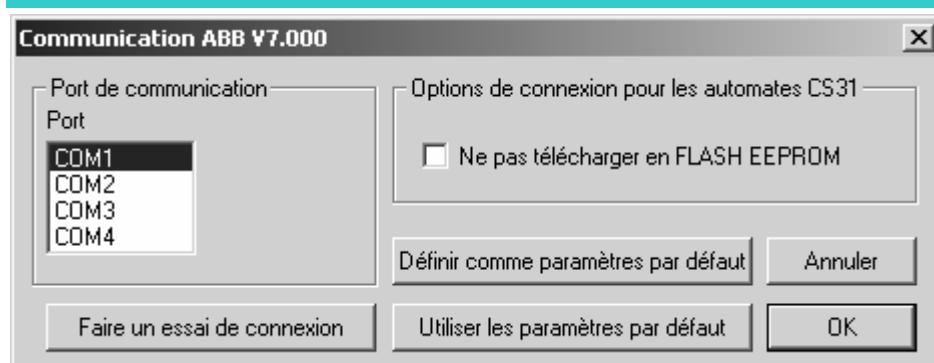 Communication ABB V7.000
Port de communication
Port
COM1
COM2
COM3
COM4
Options de connexion pour les automates CS31
Ne pas télécharger en FLASH EEPROM
Définir comme paramètres par défaut
Annuler
Faire un essai de connexion
Utiliser les paramètres par défaut
OK